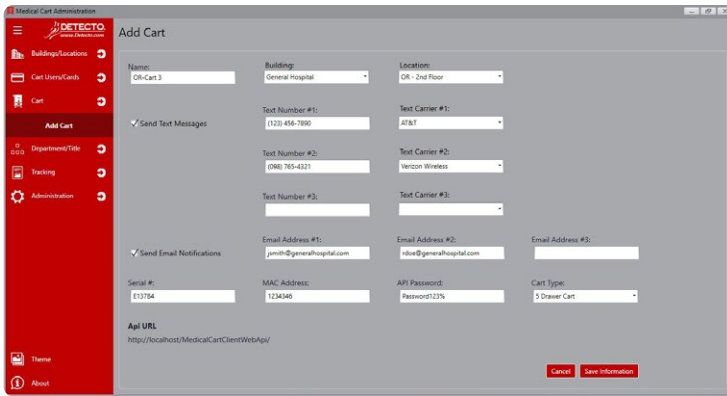 Medical Cart Administration
DETECTO.
www.Detecto.com
Add Cart
Buildings/Locations
Cart Users/Cards
Cart
Add Cart
Department/Title
Tracking
Administration
Theme
About
Name: Building: Location:
OR-Cart 3 General Hospital OR - 2nd Floor
Text Number #1: Text Carrier #1:
Send Text Messages (123) 456-7890 AT&T
Text Number #2: Text Carrier #2:
(098) 765-4321 Verizon Wireless
Text Number #3: Text Carrier #3:
Email Address #1: Email Address #2: Email Address #3:
Send Email Notifications jsmith@generalhospital.com rdoe@generalhospital.com
Serial #: MAC Address: API Password: Cart Type:
E13784 1234346 Password123% 5 Drawer Cart
Api URL
http://localhost/MedicalCartClientWebApi/
Cancel Save Information